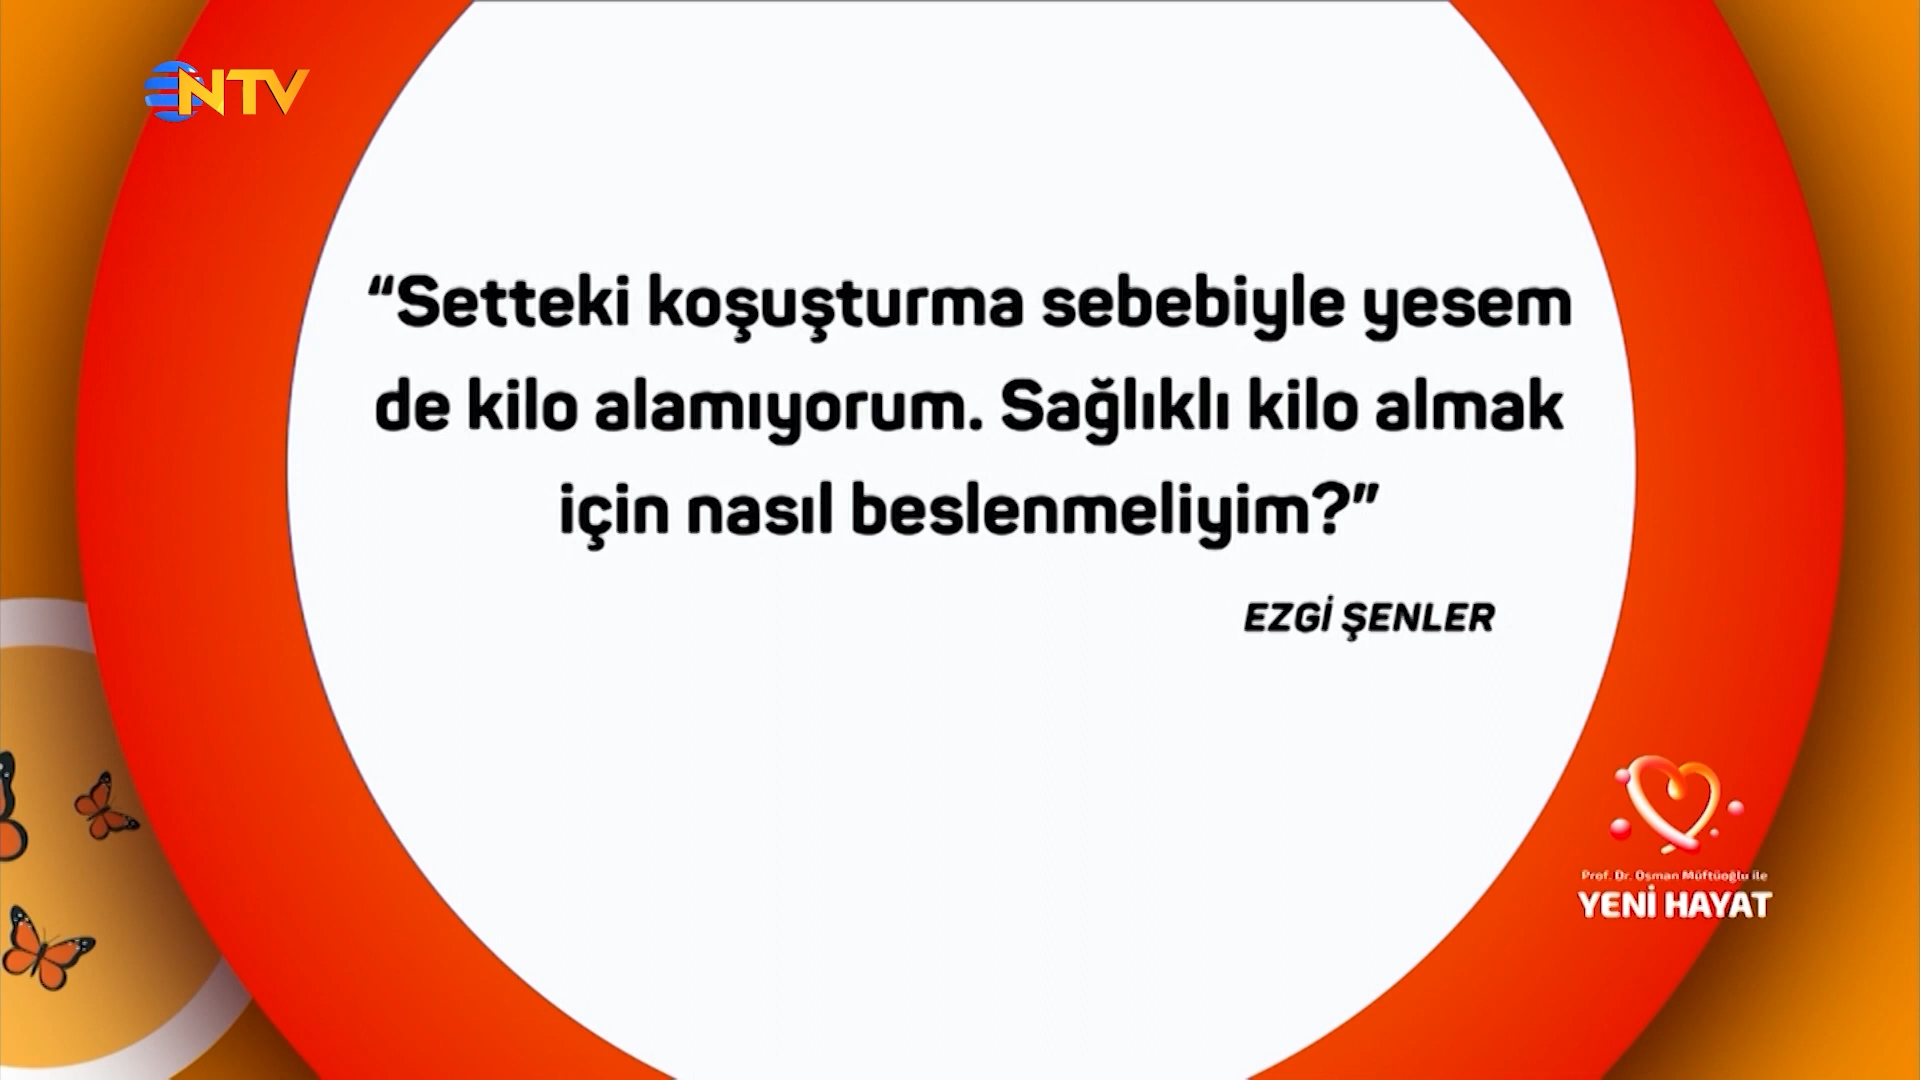 NTV
“Setteki koşuşturma sebebiyle yesem
de kilo alamıyorum. Sağlıklı kilo almak
için nasıl beslenmeliyim?”
EZGİ ŞENLER
Prof. Dr. Osman Müftüoğlu ile
YENİ HAYAT